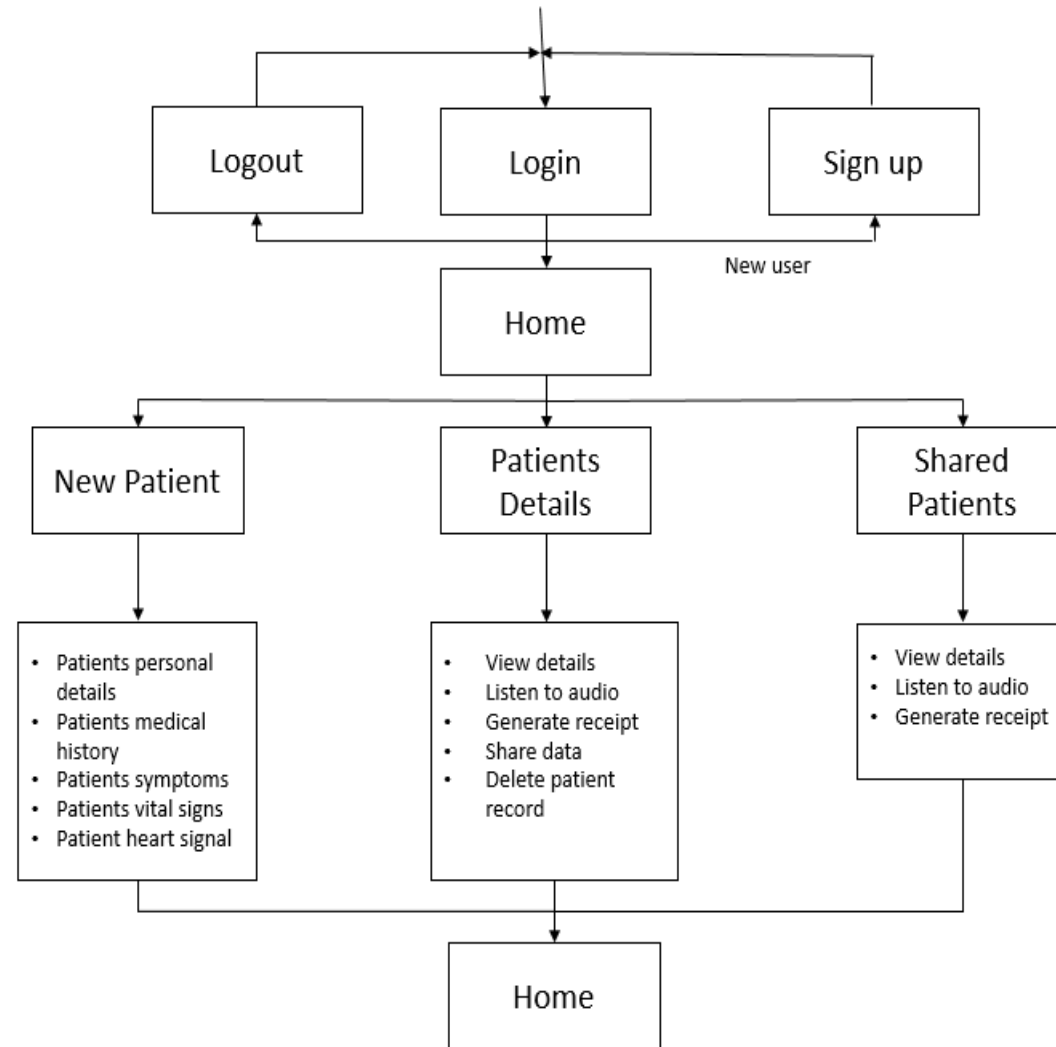 Logout
Login
Sign up
New user
Home
New Patient
Patients
Details
Shared
Patients
• Patients personal
details
• Patients medical
history
• Patients symptoms
• Patients vital signs
• Patient heart signal
• View details
• Listen to audio
• Generate receipt
• Share data
• Delete patient
record
• View details
• Listen to audio
• Generate receipt
Home